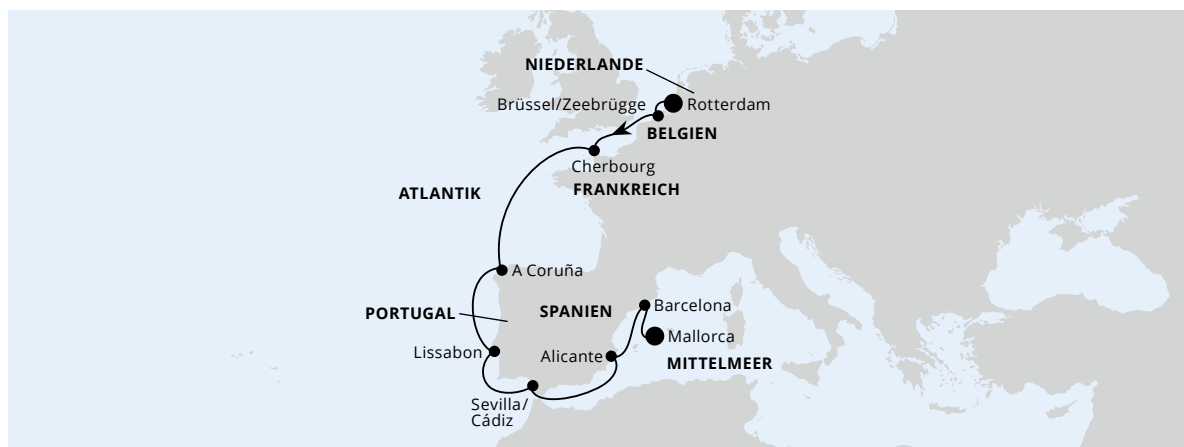 NIEDERLANDE
Brüssel/Zeebrügge
Rotterdam
BELGIEN
Cherbourg
FRANKREICH
ATLANTIK
A Coruña
PORTUGAL
SPANIEN
Barcelona
Mallorca
Lissabon
Alicante
MITTELMEER
Sevilla/
Cádiz